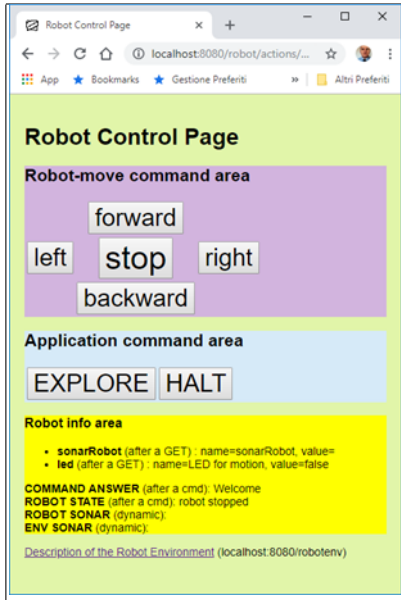 Robot Control Page
localhost:8080/robot/actions/...
App Bookmarks Gestione Preferiti » Altri Preferiti
Robot Control Page
Robot-move command area
forward
left stop right
backward
Application command area
EXPLORE HALT
Robot info area
• sonarRobot (after a GET) : name=sonarRobot, value=
• led (after a GET) : name=LED for motion, value=false
COMMAND ANSWER (after a cmd): Welcome
ROBOT STATE (after a cmd): robot stopped
ROBOT SONAR (dynamic):
ENV SONAR (dynamic):
Description of the Robot Environment (localhost:8080/robotenv)